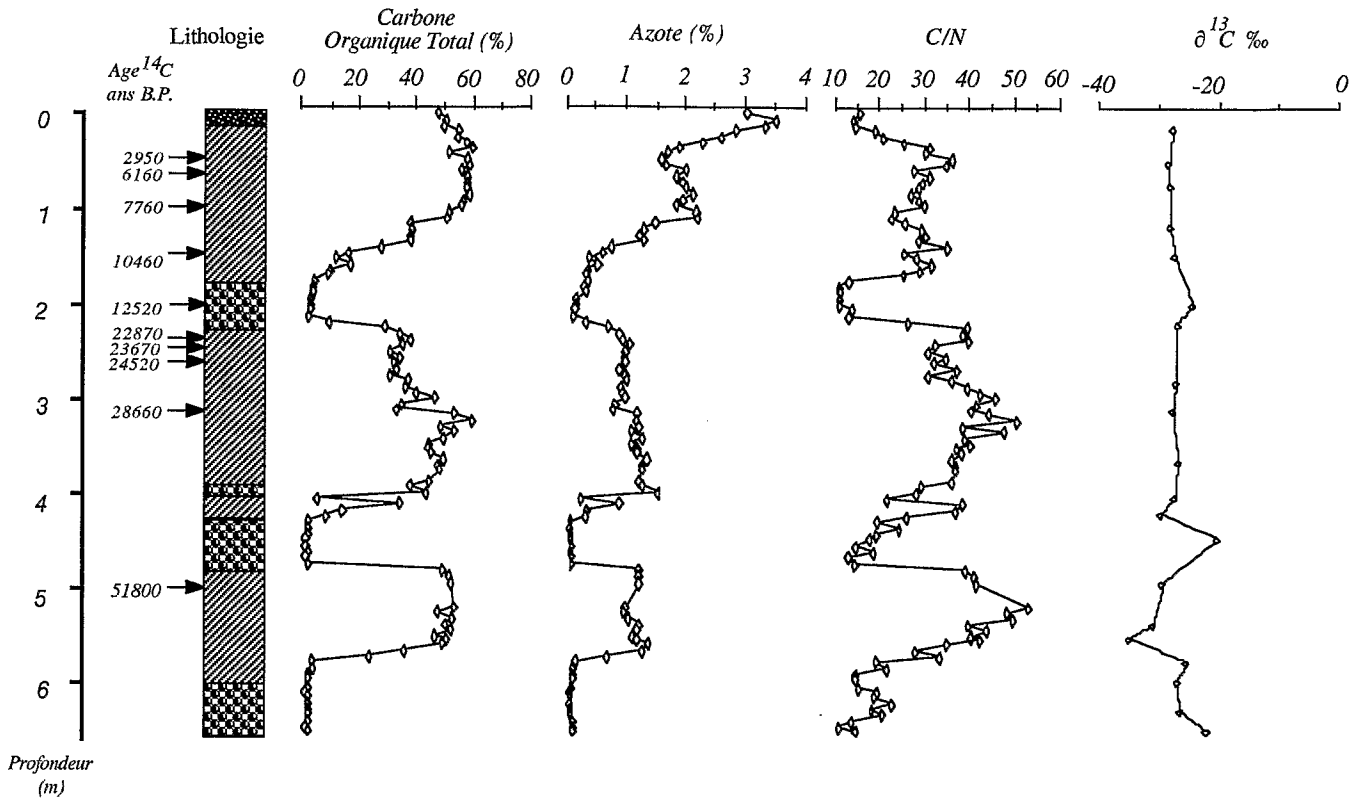 Lithologie
Age 14C
ans B.P.
Carbone
Organique Total (%)
Azote (%)
C/N
∂ 13C ‰
0 20 40 60 80
0 1 2 3 4
10 20 30 40 50 60
-40 -20 0
0
2950
6160
7760
1
10460
12520
2
22870
23670
24520
3
28660
4
51800
5
6
Profondeur
(m)